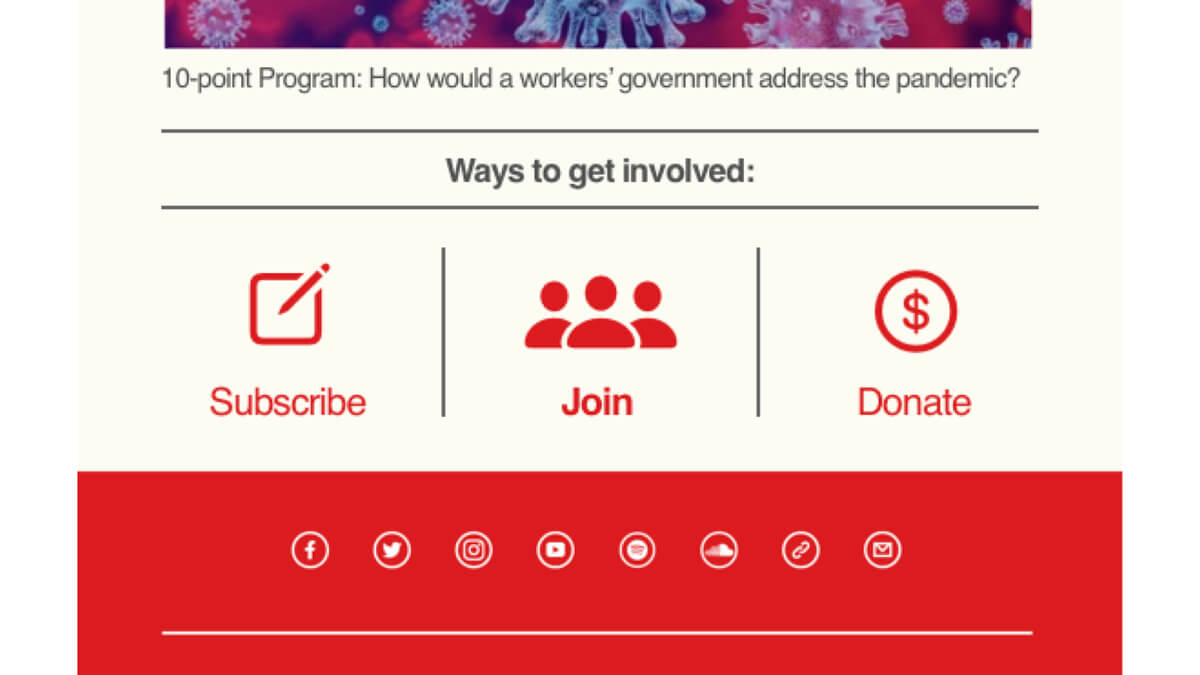 10-point Program: How would a workers’ government address the pandemic?
Ways to get involved:
Subscribe
Join
Donate